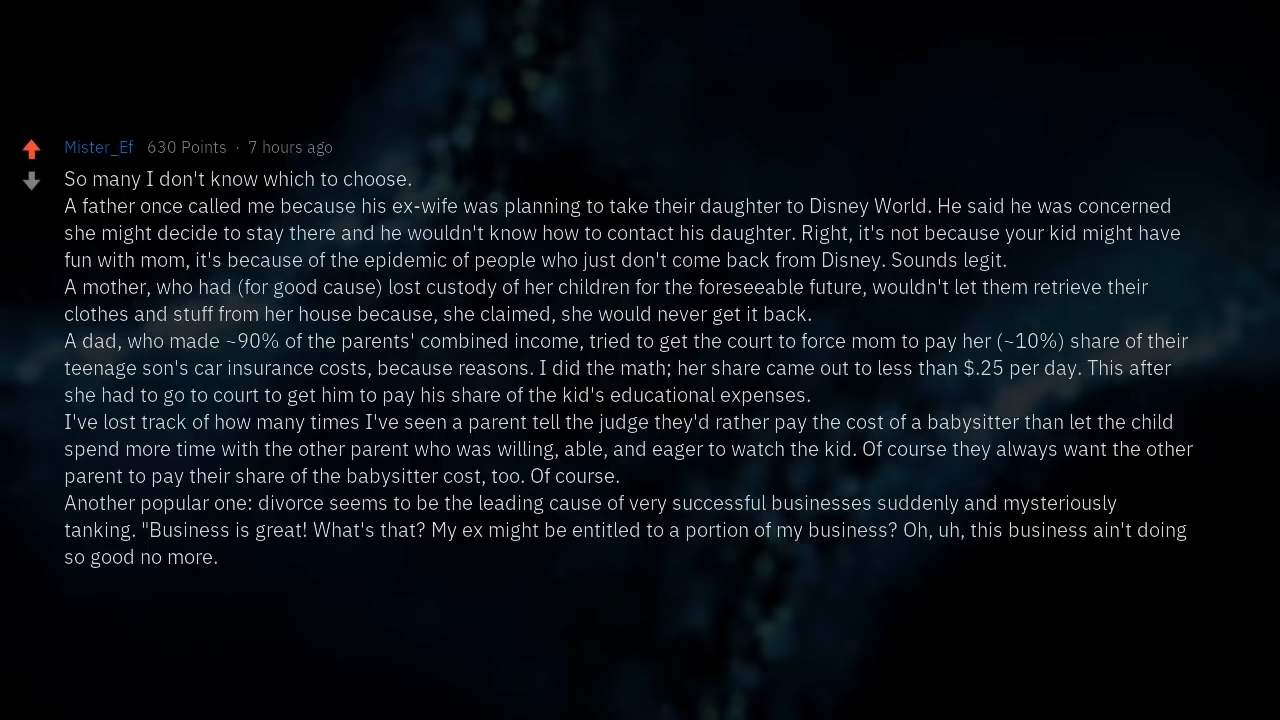 Mister_Ef 630 Points · 7 hours ago
So many I don't know which to choose.
A father once called me because his ex-wife was planning to take their daughter to Disney World. He said he was concerned
she might decide to stay there and he wouldn't know how to contact his daughter. Right, it's not because your kid might have
fun with mom, it's because of the epidemic of people who just don't come back from Disney. Sounds legit.
A mother, who had (for good cause) lost custody of her children for the foreseeable future, wouldn't let them retrieve their
clothes and stuff from her house because, she claimed, she would never get it back.
A dad, who made ~90% of the parents' combined income, tried to get the court to force mom to pay her (~10%) share of their
teenage son's car insurance costs, because reasons. I did the math; her share came out to less than $.25 per day. This after
she had to go to court to get him to pay his share of the kid's educational expenses.
I've lost track of how many times I've seen a parent tell the judge they'd rather pay the cost of a babysitter than let the child
spend more time with the other parent who was willing, able, and eager to watch the kid. Of course they always want the other
parent to pay their share of the babysitter cost, too. Of course.
Another popular one: divorce seems to be the leading cause of very successful businesses suddenly and mysteriously
tanking. "Business is great! What's that? My ex might be entitled to a portion of my business? Oh, uh, this business ain't doing
so good no more.